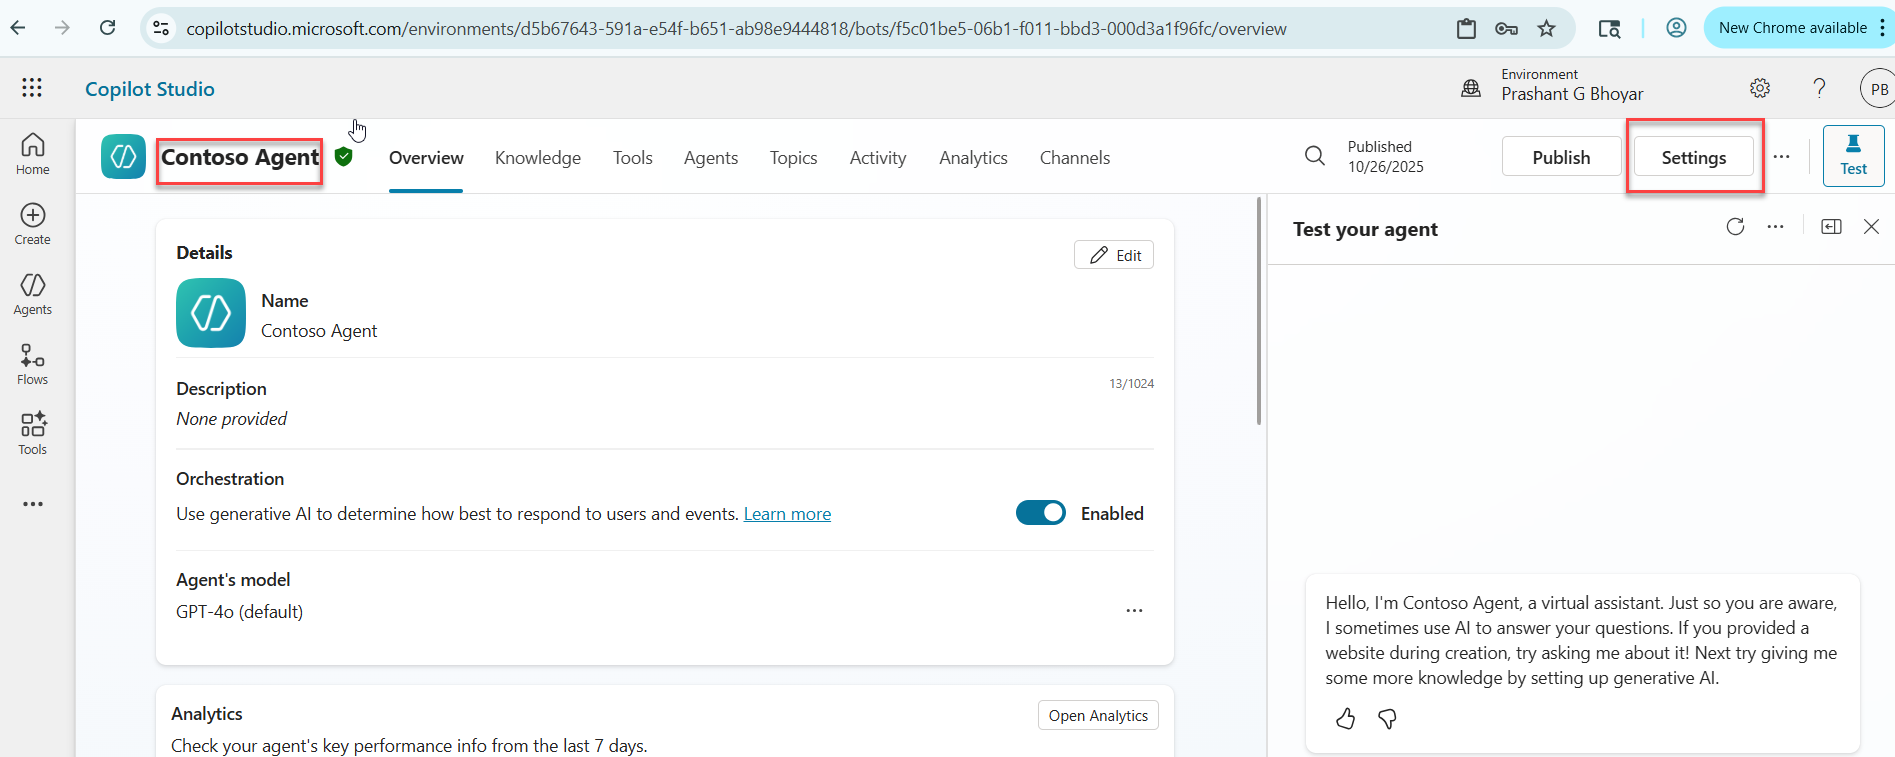 copilotstudio.microsoft.com/environments/d5b67643-591a-e54f-b651-ab98e9444818/bots/f5c01be5-06b1-f011-bbd3-000d3a1f96fc/overview
New Chrome available
Copilot Studio
Environment
Prashant G Bhoyar
PB
Home
Create
Agents
Flows
Tools
Contoso Agent
Overview Knowledge Tools Agents Topics Activity Analytics Channels
Published
10/26/2025
Publish
Settings
Test
Details
Edit
Name
Contoso Agent
Description
13/1024
None provided
Orchestration
Use generative AI to determine how best to respond to users and events. Learn more
Enabled
Agent's model
GPT-4o (default)
Analytics
Open Analytics
Check your agent's key performance info from the last 7 days.
Test your agent
Hello, I'm Contoso Agent, a virtual assistant. Just so you are aware,
I sometimes use AI to answer your questions. If you provided a
website during creation, try asking me about it! Next try giving me
some more knowledge by setting up generative AI.